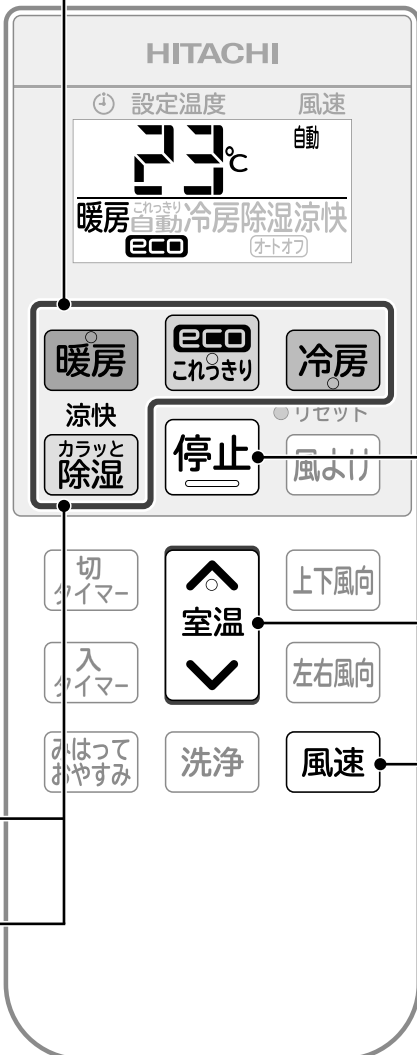 HITACHI
設定温度 風速
23℃ 自動
暖房 これっきり自動 冷房 除湿 涼快
eco オートオフ
暖房 eco これっきり 冷房
涼快 リセット
カラッと除湿 停止 風よけ
切タイマー 上下風向
室温
入タイマー 左右風向
みはっておやすみ 洗浄 風速